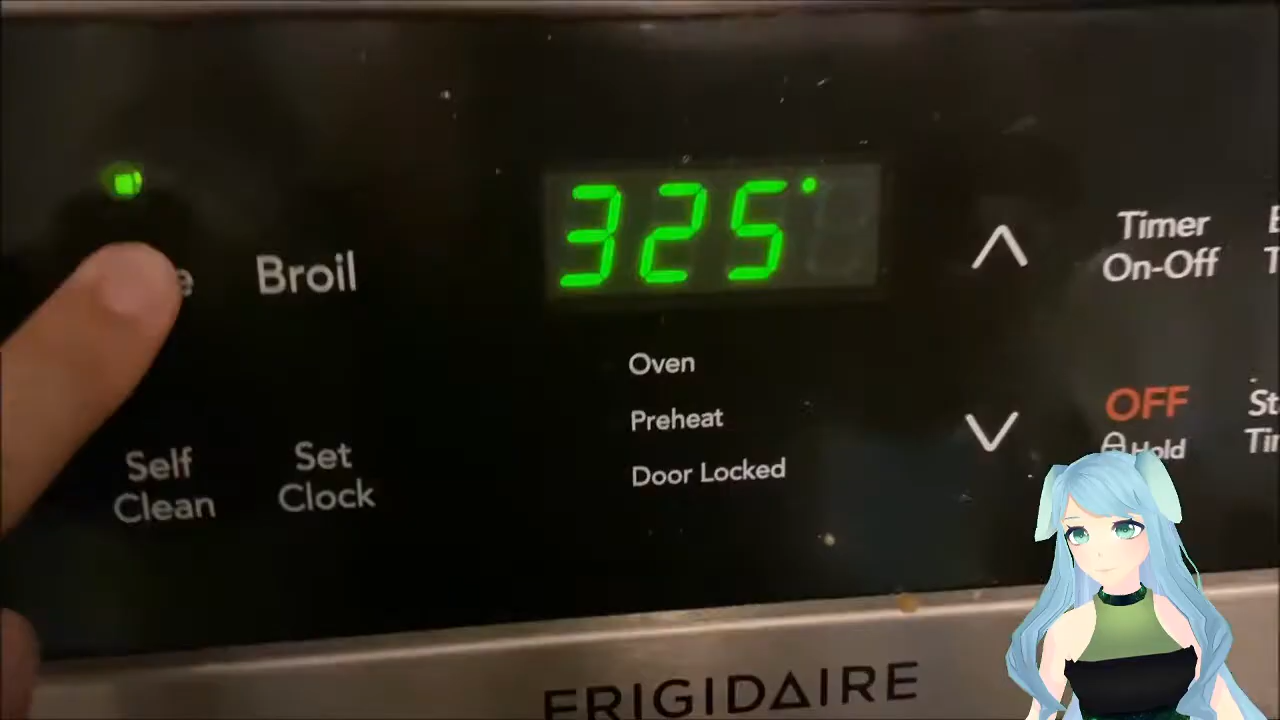 325°
Broil
Timer
On-Off
Oven
Preheat
Door Locked
Self
Clean
Set
Clock
OFF
Hold
FRIGIDAIRE